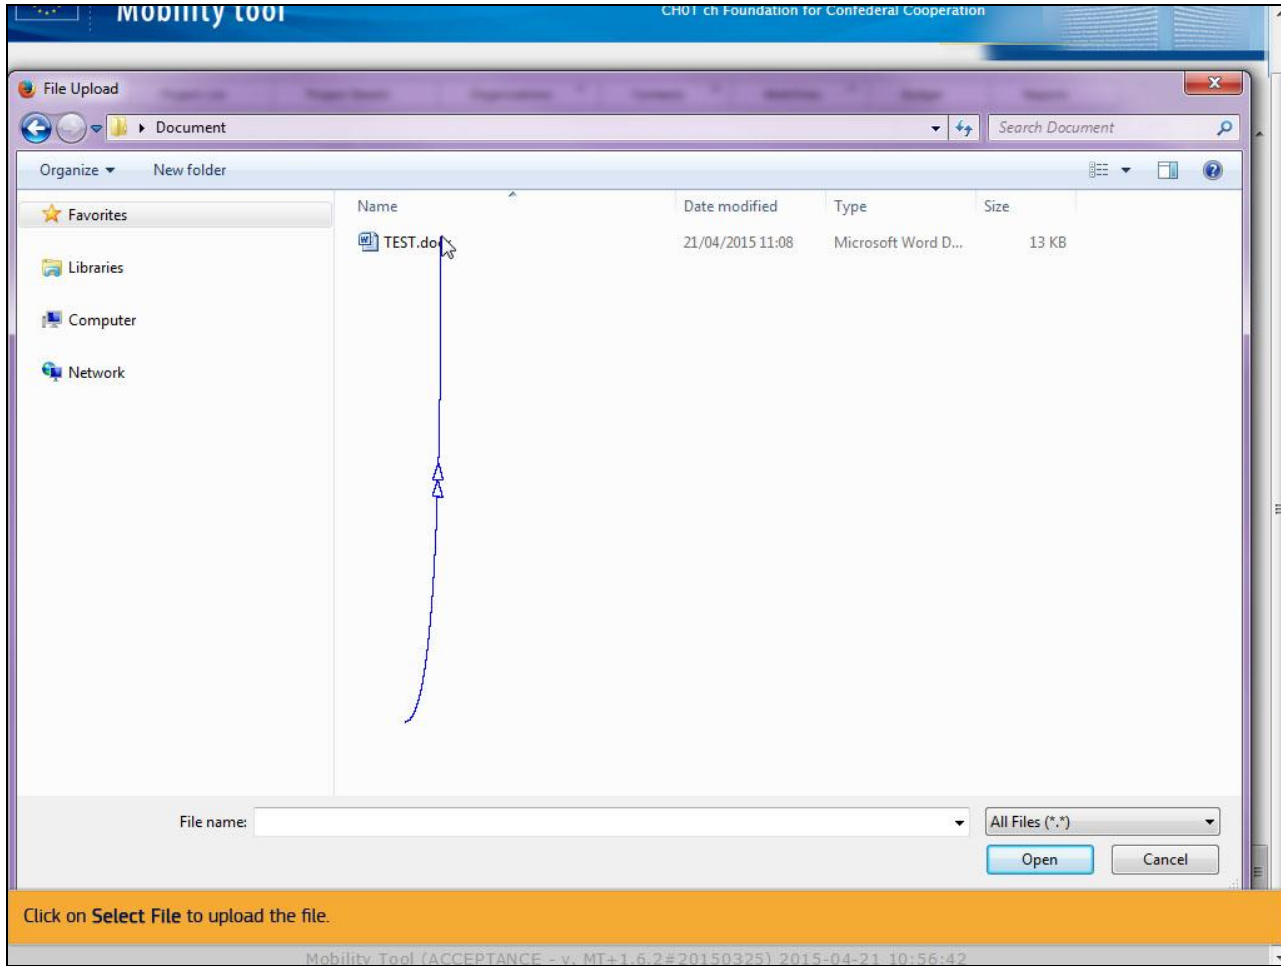 Mobility tool
CH01 ch Foundation for Confederal Cooperation
File Upload
Document
Search Document
Organize
New folder
Favorites
Libraries
Computer
Network
Name Date modified Type Size
TEST.docx 21/04/2015 11:08 Microsoft Word D... 13 KB
File name:
All Files (*.*)
Open
Cancel
Click on Select File to upload the file.
Mobility Tool (ACCEPTANCE - v. MT+1.6.2#20150325) 2015-04-21 10:56:42